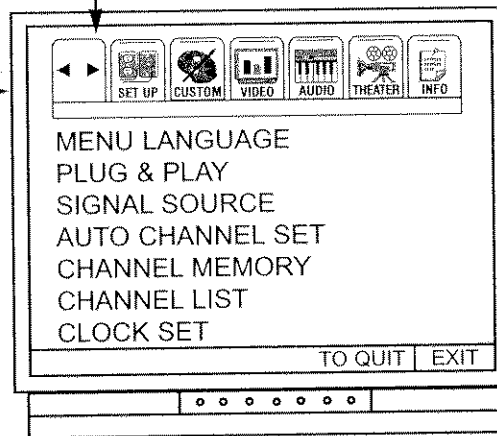 SET UP CUSTOM VIDEO AUDIO THEATER INFO
MENU LANGUAGE
PLUG & PLAY
SIGNAL SOURCE
AUTO CHANNEL SET
CHANNEL MEMORY
CHANNEL LIST
CLOCK SET
TO QUIT EXIT